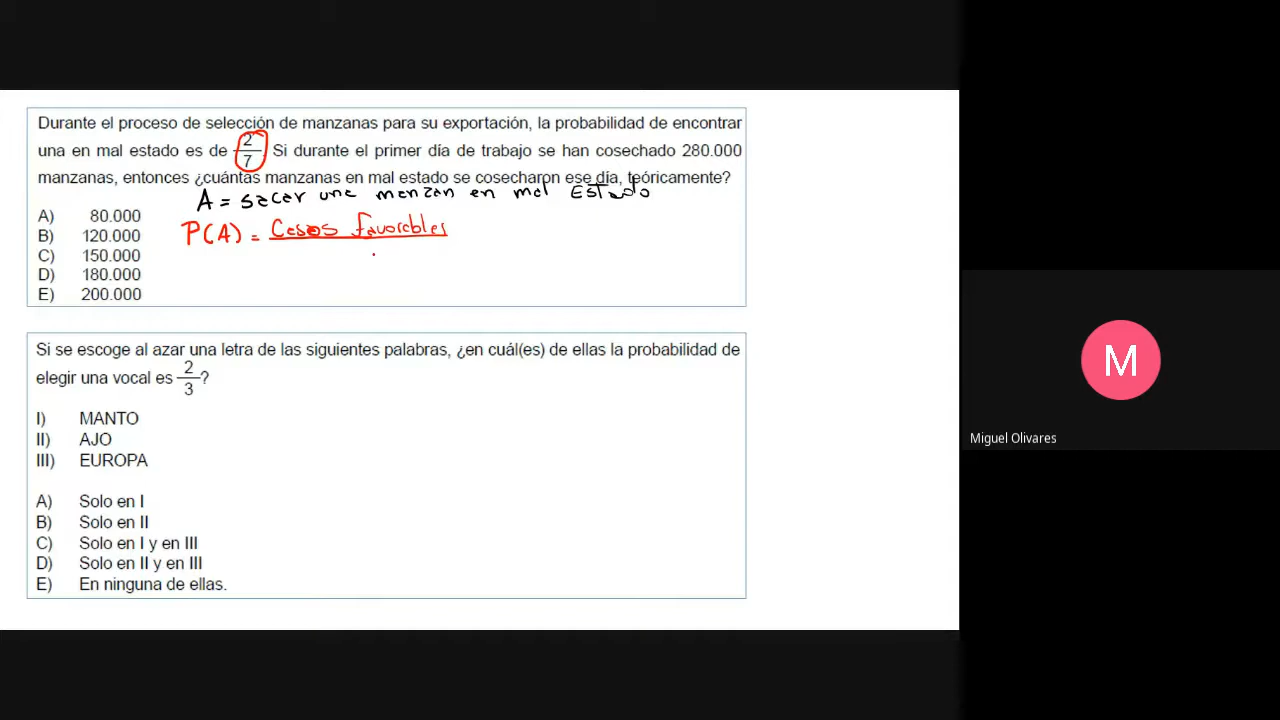 Durante el proceso de selección de manzanas para su exportación, la probabilidad de encontrar
una en mal estado es de 2/7. Si durante el primer día de trabajo se han cosechado 280.000
manzanas, entonces ¿cuántas manzanas en mal estado se cosecharon ese día, teóricamente?
A = sacar una manzan en mal Estado
A) 80.000
P(A) = Casos favorables
B) 120.000
C) 150.000
D) 180.000
E) 200.000
Si se escoge al azar una letra de las siguientes palabras, ¿en cuál(es) de ellas la probabilidad de
elegir una vocal es 2/3?
I) MANTO
II) AJO
III) EUROPA
A) Solo en I
B) Solo en II
C) Solo en I y en III
D) Solo en II y en III
E) En ninguna de ellas.
M
Miguel Olivares